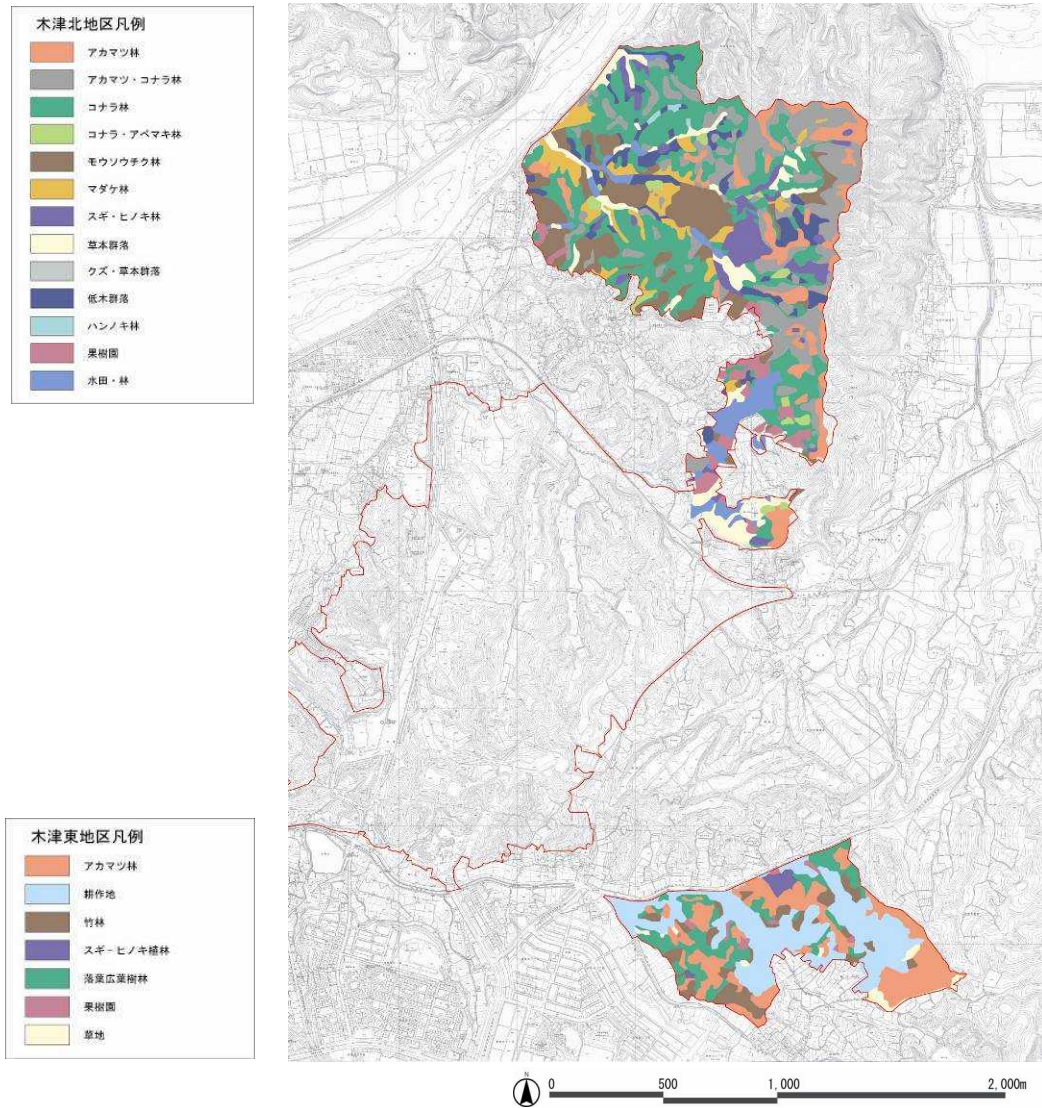 木津北地区凡例
アカマツ林
アカマツ・コナラ林
コナラ林
コナラ・アベマキ林
モウソウチク林
マダケ林
スギ・ヒノキ林
草本群落
クズ・草本群落
低木群落
ハンノキ林
果樹園
水田・林
木津東地区凡例
アカマツ林
耕作地
竹林
スギ-ヒノキ植林
落葉広葉樹林
果樹園
草地
N
0 500 1,000 2,000m